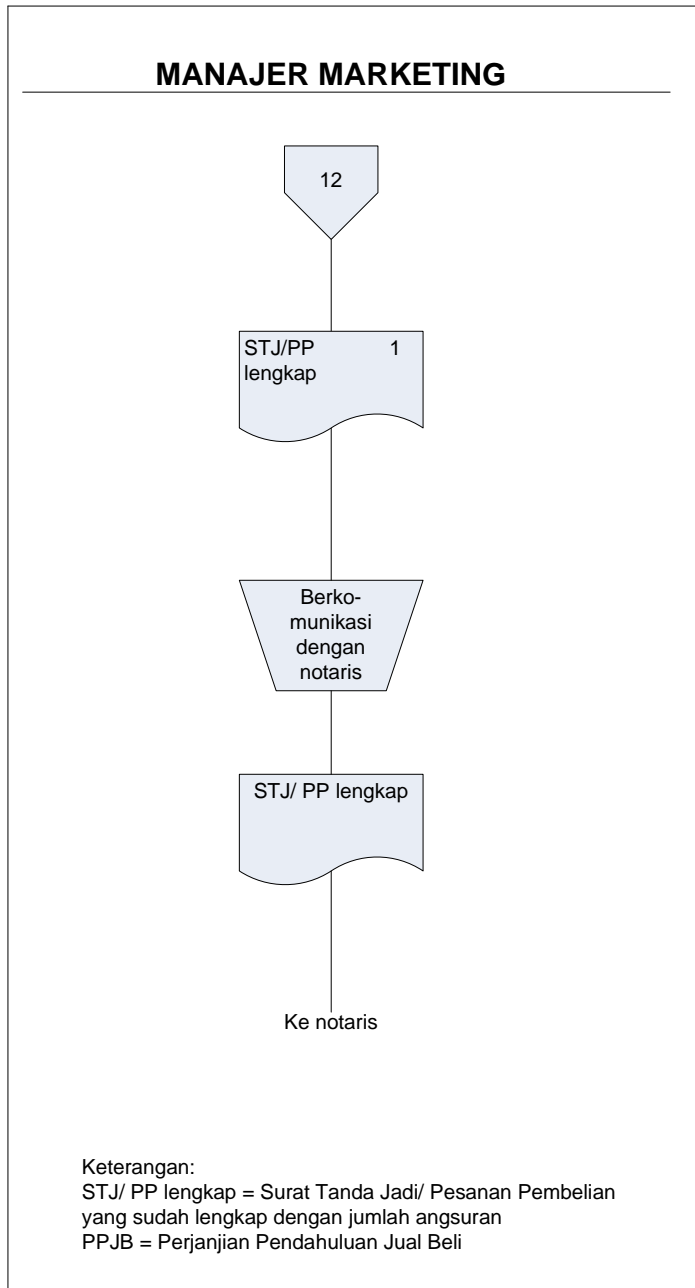 MANAJER MARKETING
12
STJ/PP 1
lengkap
Berko-
munikasi
dengan
notaris
STJ/ PP lengkap
Ke notaris
Keterangan:
STJ/ PP lengkap = Surat Tanda Jadi/ Pesanan Pembelian
yang sudah lengkap dengan jumlah angsuran
PPJB = Perjanjian Pendahuluan Jual Beli